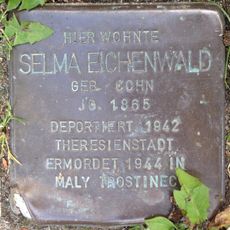 HIER WOHNTE
SELMA EICHENWALD
GEB. COHN
JG. 1865
DEPORTIERT 1942
THERESIENSTADT
ERMORDET 1944 IN
MALY TROSTINEC